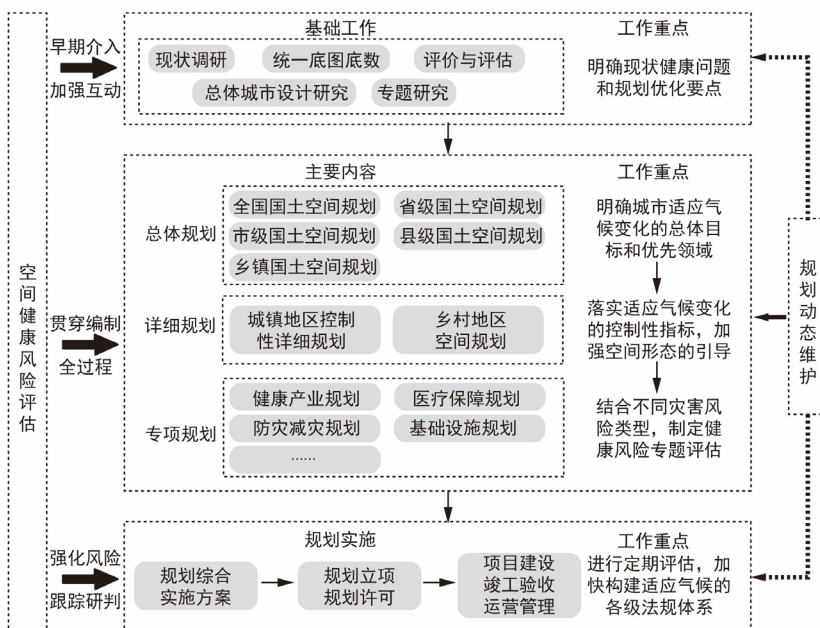 空间健康风险评估
早期介入
加强互动
基础工作
现状调研
统一底图底数
评价与评估
总体城市设计研究
专题研究
工作重点
明确现状健康问题
和规划优化要点
贯穿编制
全过程
主要内容
总体规划
全国国土空间规划
省级国土空间规划
市级国土空间规划
县级国土空间规划
乡镇国土空间规划
详细规划
城镇地区控制
性详细规划
乡村地区
空间规划
专项规划
健康产业规划
医疗保障规划
防灾减灾规划
基础设施规划
……
工作重点
明确城市适应气
候变化的总体目
标和优先领域
落实适应气候变化
的控制性指标，加
强空间形态的引导
结合不同灾害风
险类型，制定健
康风险专题评估
强化风险
跟踪研判
规划实施
规划综合
实施方案
规划立项
规划许可
项目建设
竣工验收
运营管理
工作重点
进行定期评估，加
快构建适应气候的
各级法规体系
规划动态维护